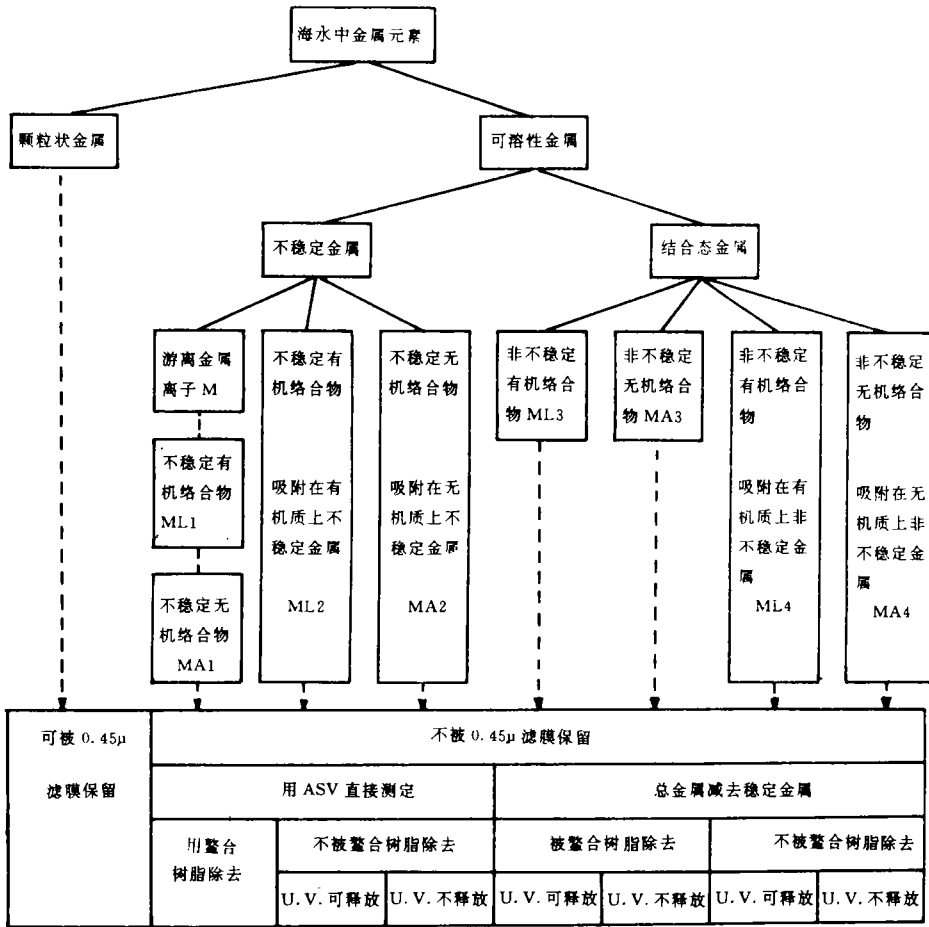 海水中金属元素
颗粒状金属
可溶性金属
不稳定金属
结合态金属
游离金属
离子 M
不稳定有
机络合物
ML1
不稳定无
机络合物
MA1
不稳定有
机络合物
吸附在有
机质上不
稳定金属
ML2
不稳定无
机络合物
吸附在无
机质上不
稳定金属
MA2
非不稳定
有机络合
物 ML3
非不稳定
无机络合
物 MA3
非不稳定
有机络合
物
吸附在有
机质上非
不稳定金
属
ML4
非不稳定
无机络合
物
吸附在无
机质上非
不稳定金
属
MA4
可被 0.45μ
滤膜保留
不被 0.45μ 滤膜保留
用 ASV 直接测定
总金属减去稳定金属
用螯合
树脂除去
不被螯合树脂除去
被螯合树脂除去
不被螯合树脂除去
U.V.可释放
U.V.不释放
U.V.可释放
U.V.不释放
U.V.可释放
U.V.不释放